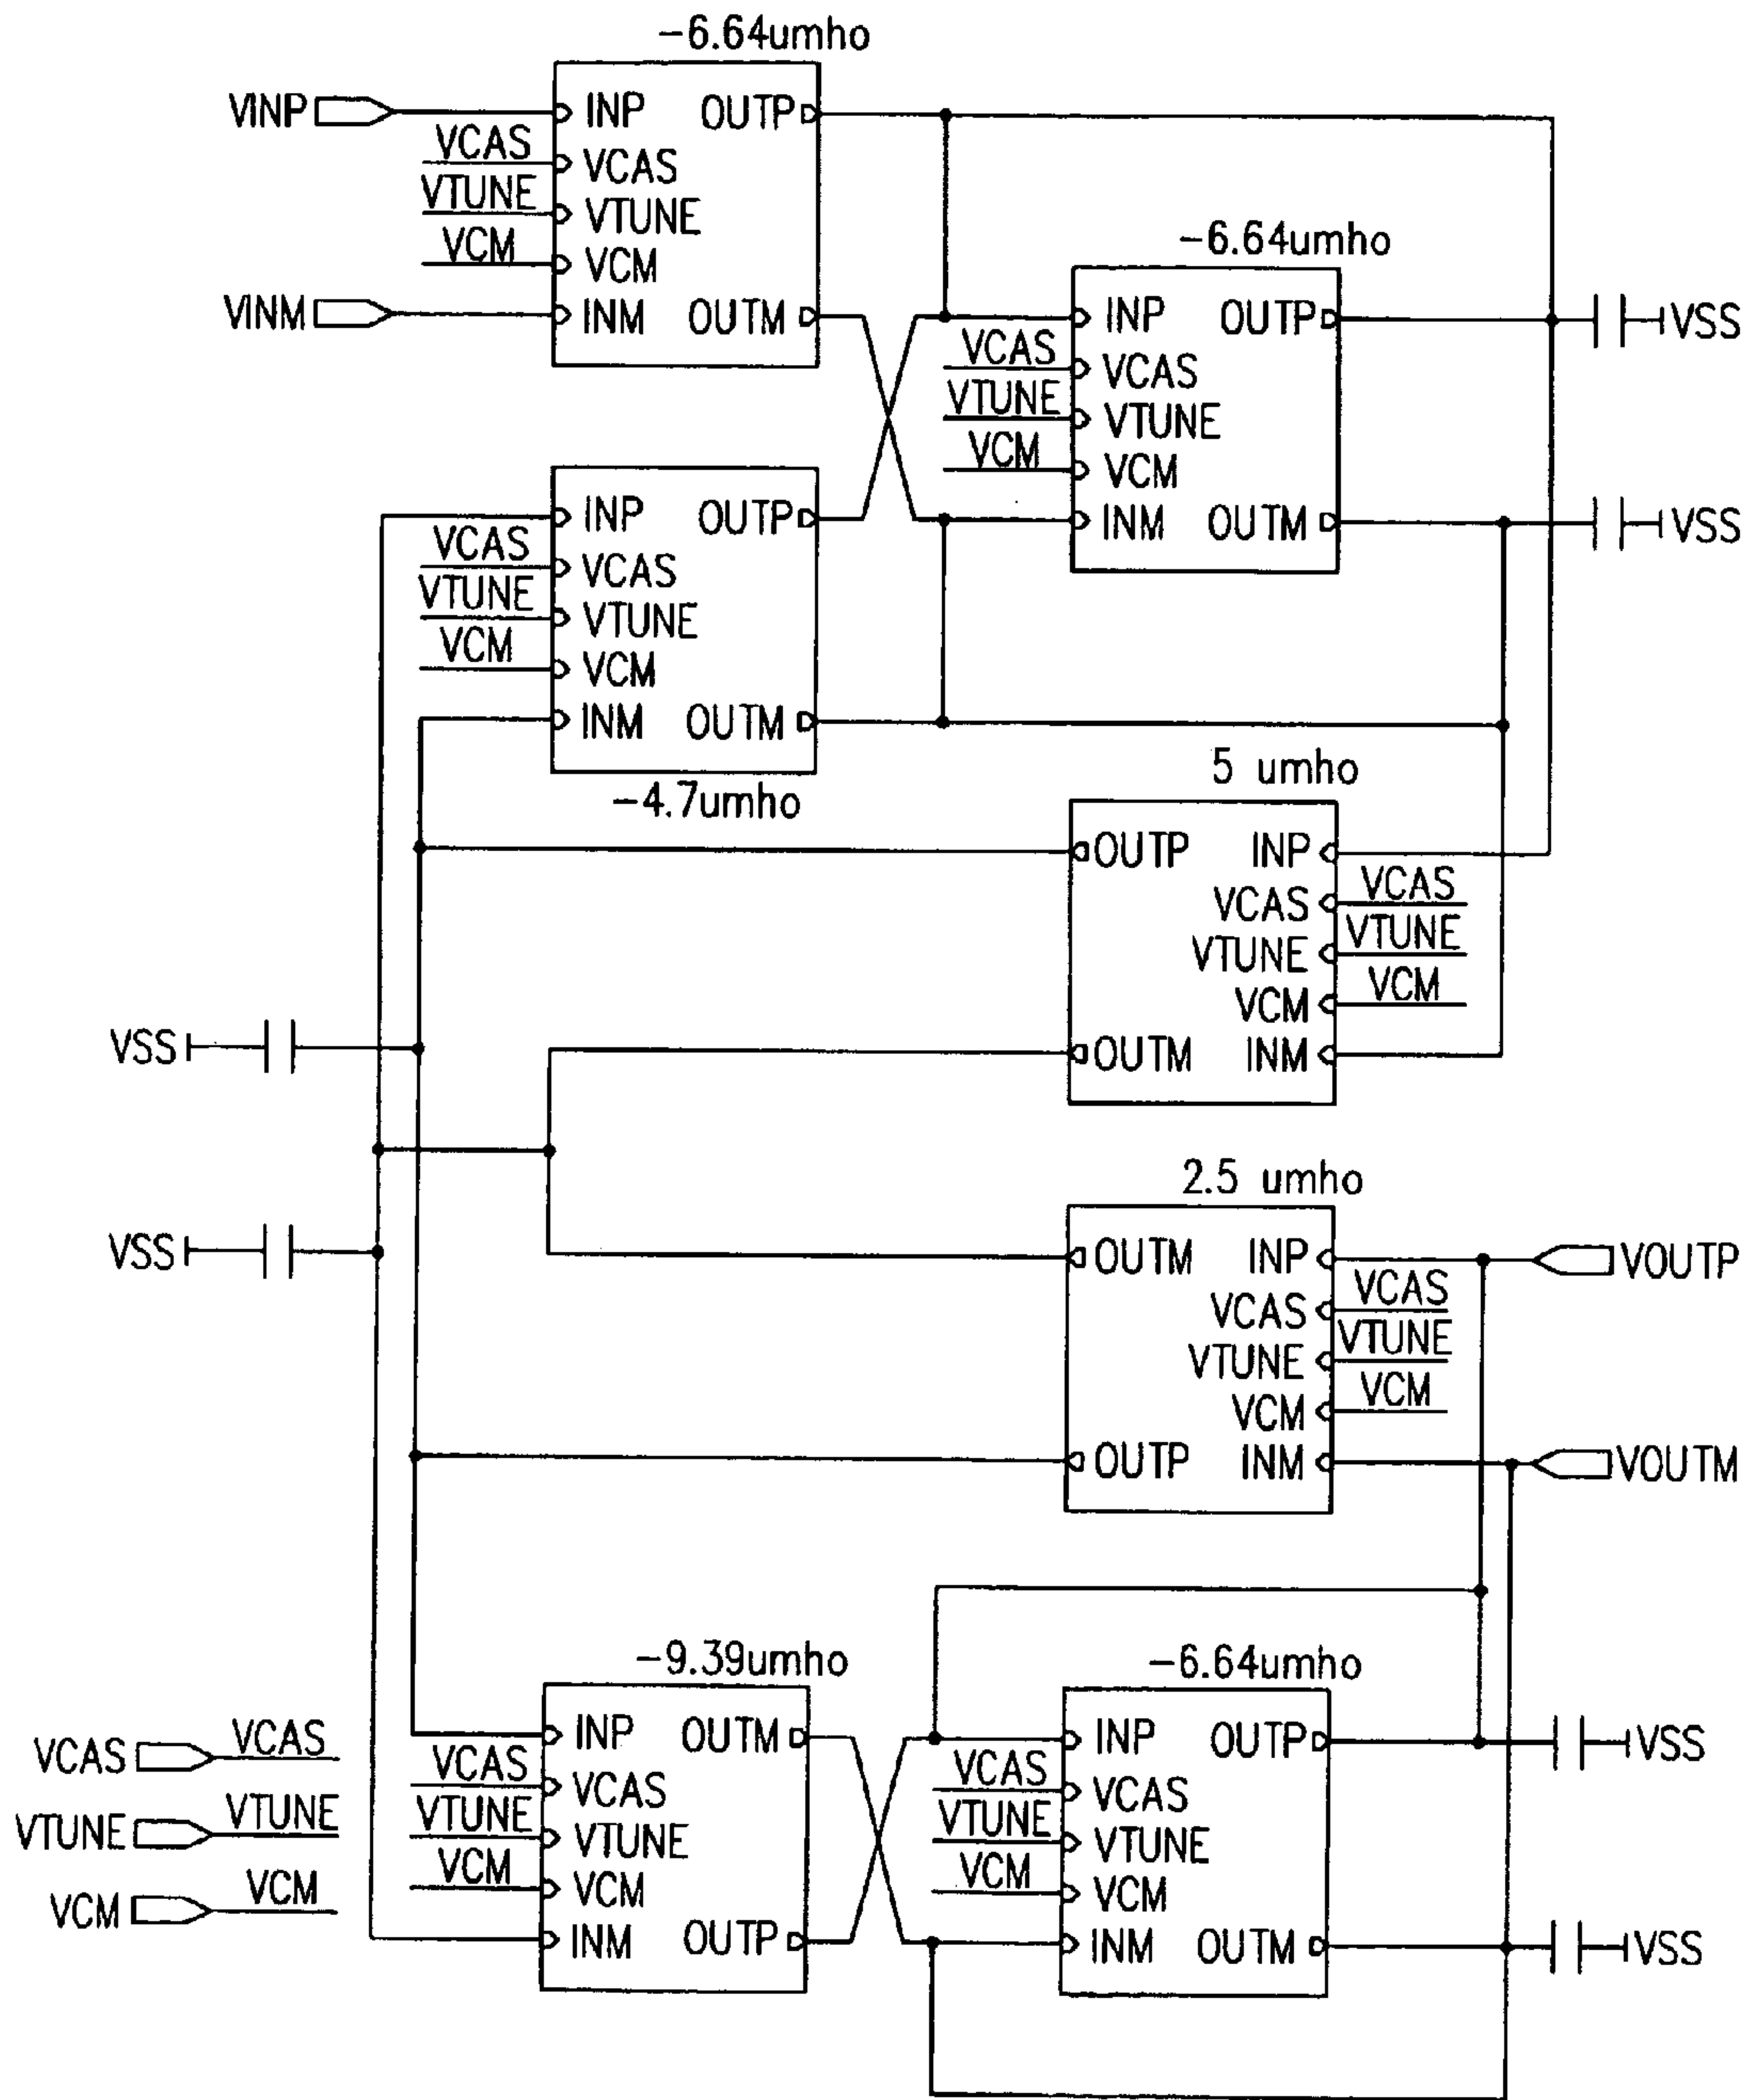 -6.64umho
VINP
INP
OUTP
VCAS
VCAS
VTUNE
VTUNE
VCM
VCM
VINM
INM
OUTM
-6.64umho
INP
OUTP
VSS
VCAS
VCAS
VTUNE
VTUNE
VCM
VCM
INM
OUTM
VSS
INP
OUTP
VCAS
VCAS
VTUNE
VTUNE
VCM
VCM
INM
OUTM
-4.7umho
5 umho
OUTP
INP
VCAS
VCAS
VTUNE
VTUNE
VCM
VCM
OUTM
INM
VSS
VSS
2.5 umho
OUTM
INP
VOUTP
VCAS
VCAS
VTUNE
VTUNE
VCM
VCM
OUTP
INM
VOUTM
-9.39umho
INP
OUTM
VCAS
VCAS
VTUNE
VTUNE
VCM
VCM
INM
OUTP
-6.64umho
INP
OUTP
VSS
VCAS
VCAS
VTUNE
VTUNE
VCM
VCM
INM
OUTM
VSS
VCAS
VCAS
VTUNE
VTUNE
VCM
VCM